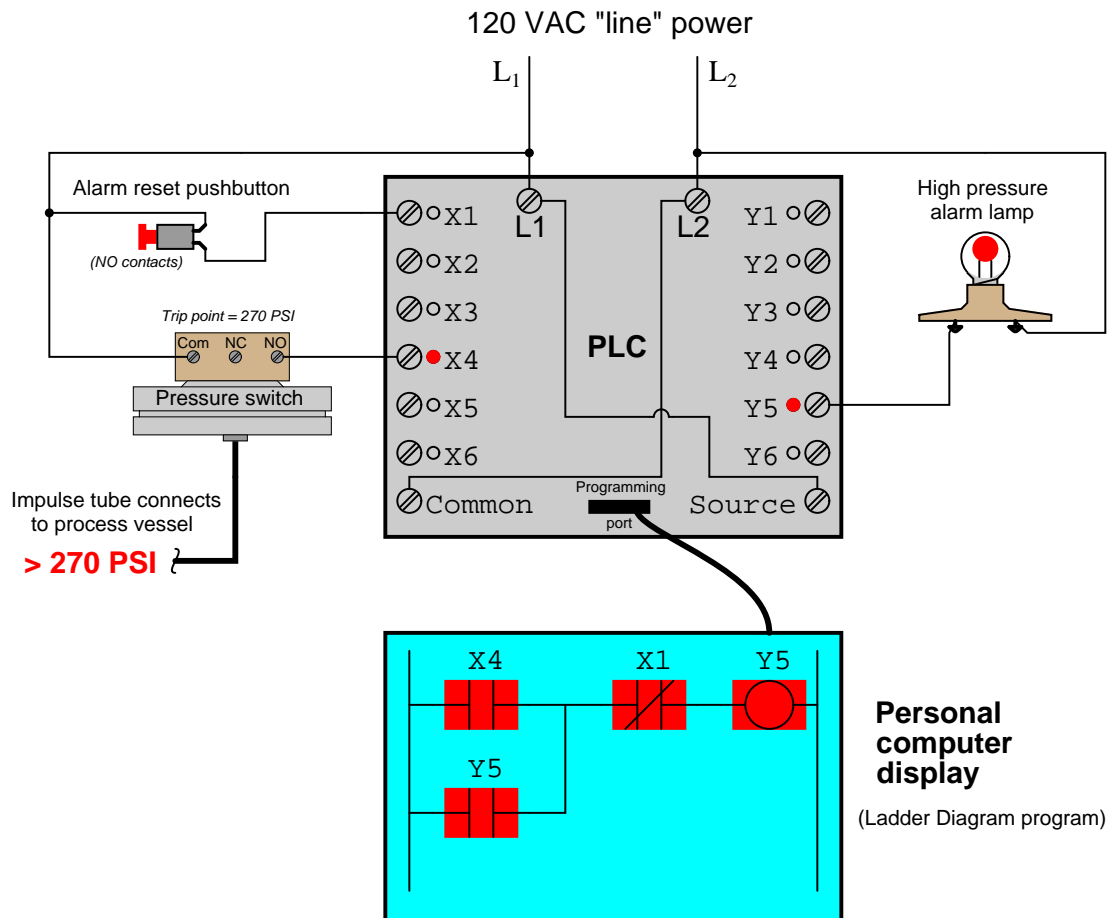 120 VAC "line" power
L1
L2
Alarm reset pushbutton
(NO contacts)
High pressure
alarm lamp
X1
L1
L2
Y1
X2
Y2
Trip point = 270 PSI
X3
Y3
Com
NC
NO
X4
PLC
Y4
Pressure switch
X5
Y5
X6
Y6
Impulse tube connects
to process vessel
> 270 PSI
Common
Programming
port
Source
X4
X1
Y5
Y5
Personal
computer
display
(Ladder Diagram program)